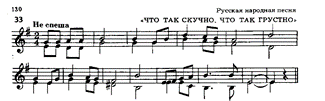 130
Русская народная песня
33
«ЧТО ТАК СКУЧНО, ЧТО ТАК ГРУСТНО»
Не спеша